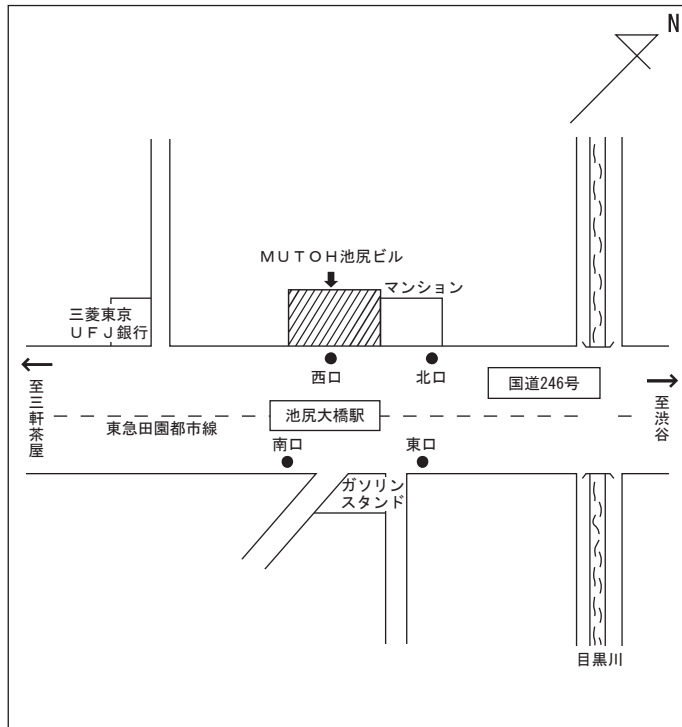 N
ＭＵＴＯＨ池尻ビル
マンション
三菱東京
ＵＦＪ銀行
西口
北口
国道246号
至三軒茶屋
至渋谷
池尻大橋駅
東急田園都市線
南口
東口
ガソリン
スタンド
目黒川